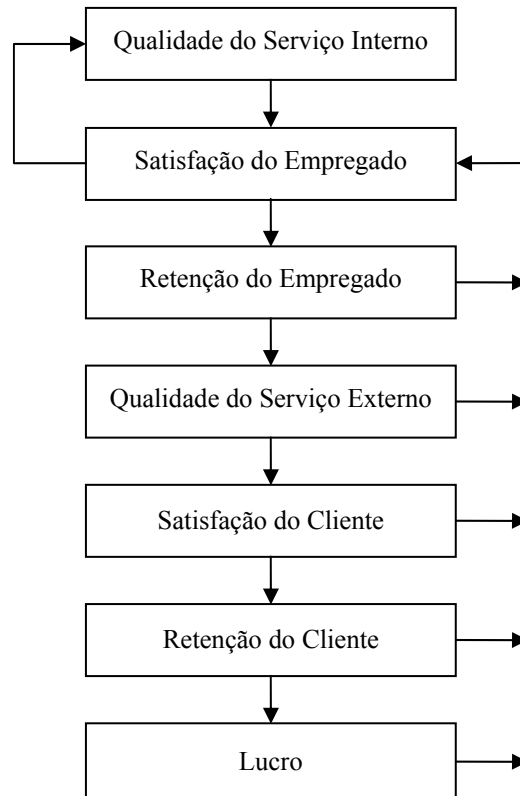 Qualidade do Serviço Interno
Satisfação do Empregado
Retenção do Empregado
Qualidade do Serviço Externo
Satisfação do Cliente
Retenção do Cliente
Lucro